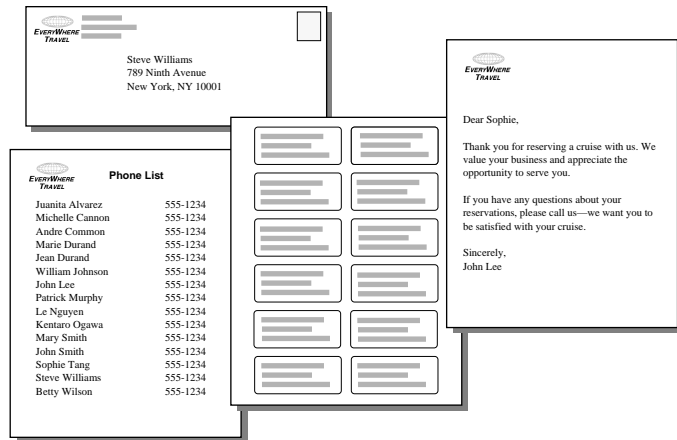 EVERYWHERE
TRAVEL
Steve Williams
789 Ninth Avenue
New York, NY 10001
EVERYWHERE
TRAVEL
Phone List
Juanita Alvarez 555-1234
Michelle Cannon 555-1234
Andre Common 555-1234
Marie Durand 555-1234
Jean Durand 555-1234
William Johnson 555-1234
John Lee 555-1234
Patrick Murphy 555-1234
Le Nguyen 555-1234
Kentaro Ogawa 555-1234
Mary Smith 555-1234
John Smith 555-1234
Sophie Tang 555-1234
Steve Williams 555-1234
Betty Wilson 555-1234
EVERYWHERE
TRAVEL
Dear Sophie,
Thank you for reserving a cruise with us. We
value your business and appreciate the
opportunity to serve you.
If you have any questions about your
reservations, please call us—we want you to
be satisfied with your cruise.
Sincerely,
John Lee